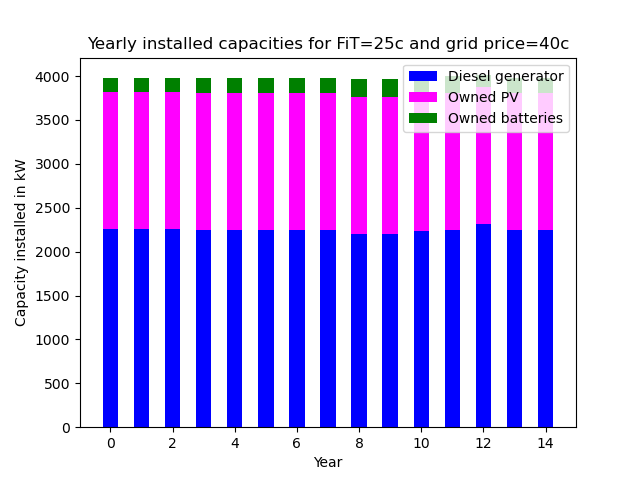 Yearly installed capacities for FiT=25c and grid price=40c
Diesel generator
Owned PV
Owned batteries
Capacity installed in kW
4000
3500
3000
2500
2000
1500
1000
500
0
0 2 4 6 8 10 12 14
Year